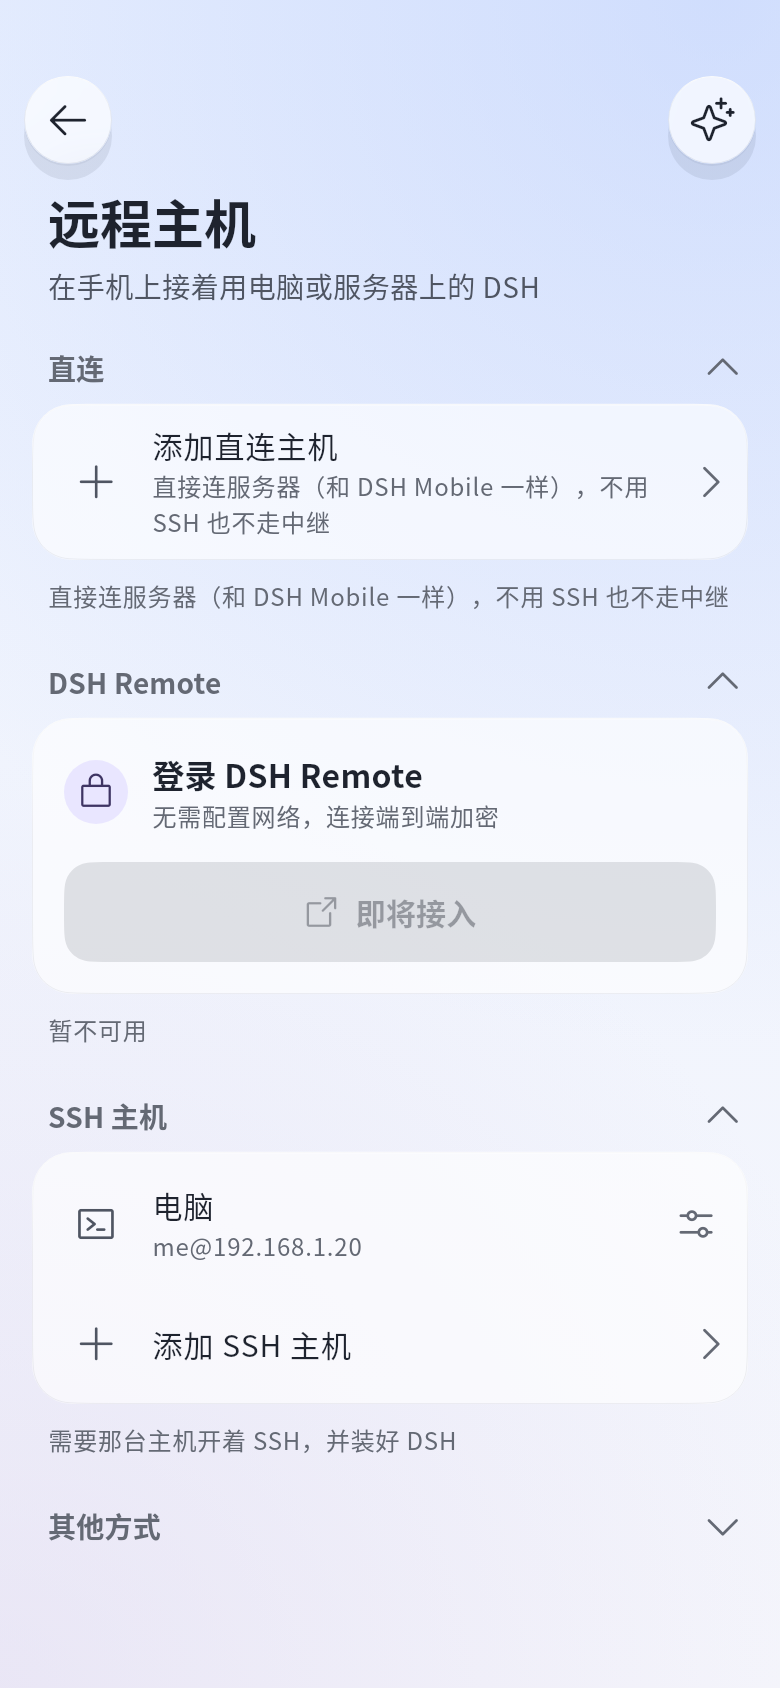 远程主机
在手机上接着用电脑或服务器上的 DSH
直连
添加直连主机
直接连服务器（和 DSH Mobile 一样），不用
SSH 也不走中继
直接连服务器（和 DSH Mobile 一样），不用 SSH 也不走中继
DSH Remote
登录 DSH Remote
无需配置网络，连接端到端加密
即将接入
暂不可用
SSH 主机
电脑
me@192.168.1.20
添加 SSH 主机
需要那台主机开着 SSH，并装好 DSH
其他方式